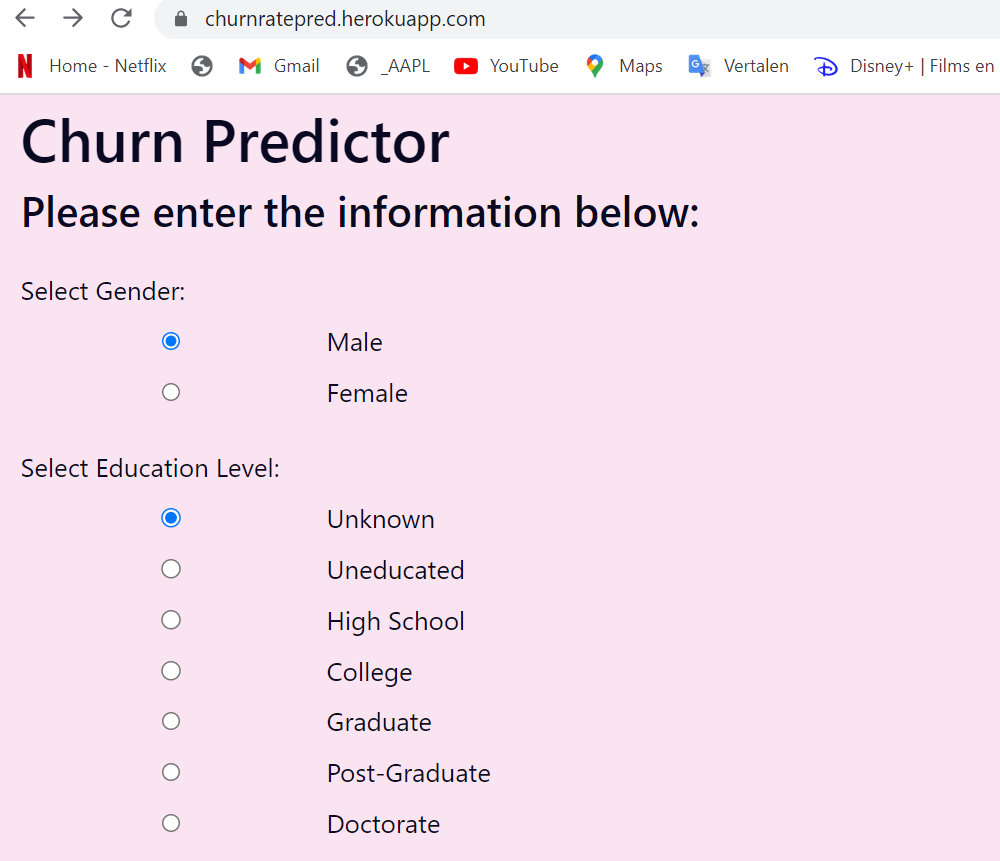 churnratepred.herokuapp.com
Home - Netflix Gmail _AAPL YouTube Maps Vertalen Disney+ | Films en
Churn Predictor
Please enter the information below:
Select Gender:
Male
Female
Select Education Level:
Unknown
Uneducated
High School
College
Graduate
Post-Graduate
Doctorate